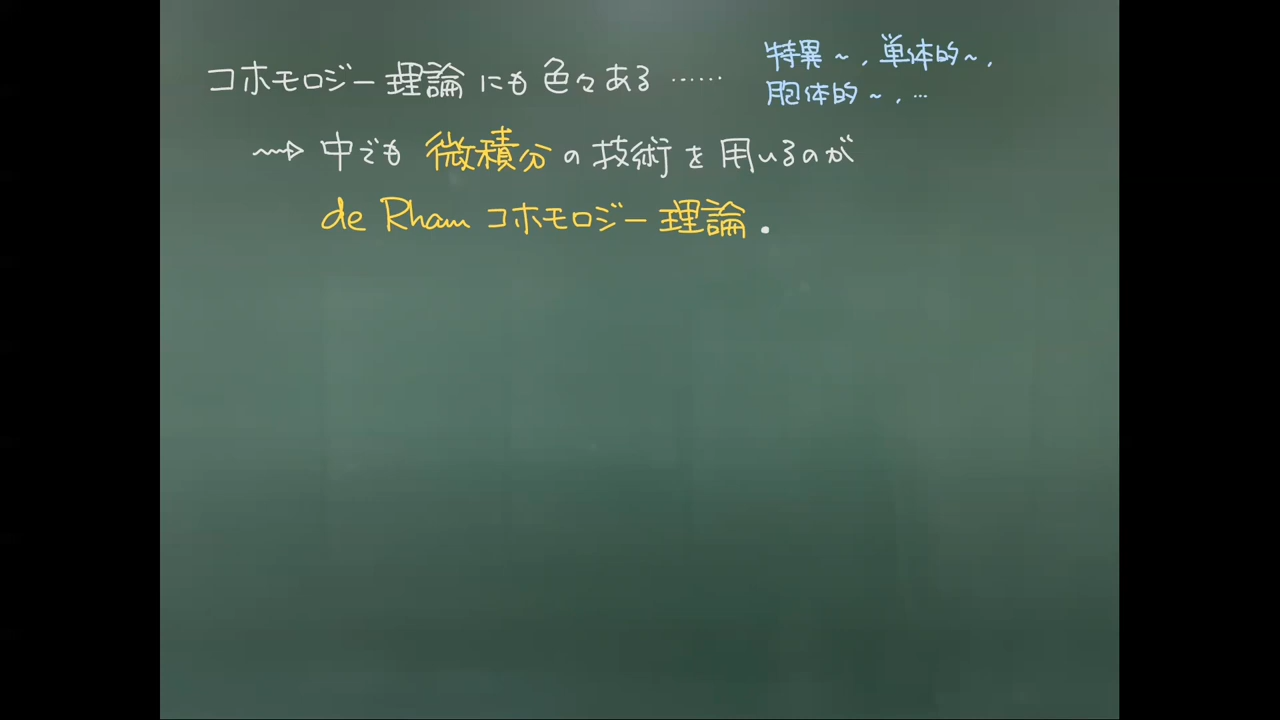 コホモロジー理論にも色々ある ……
特異～, 単体的～,
胞体的～, …
⇝ 中でも 微積分の技術を用いるのが
de Rham コホモロジー理論.